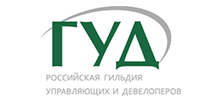 ГУД
РОССИЙСКАЯ ГИЛЬДИЯ
УПРАВЛЯЮЩИХ И ДЕВЕЛОПЕРОВ